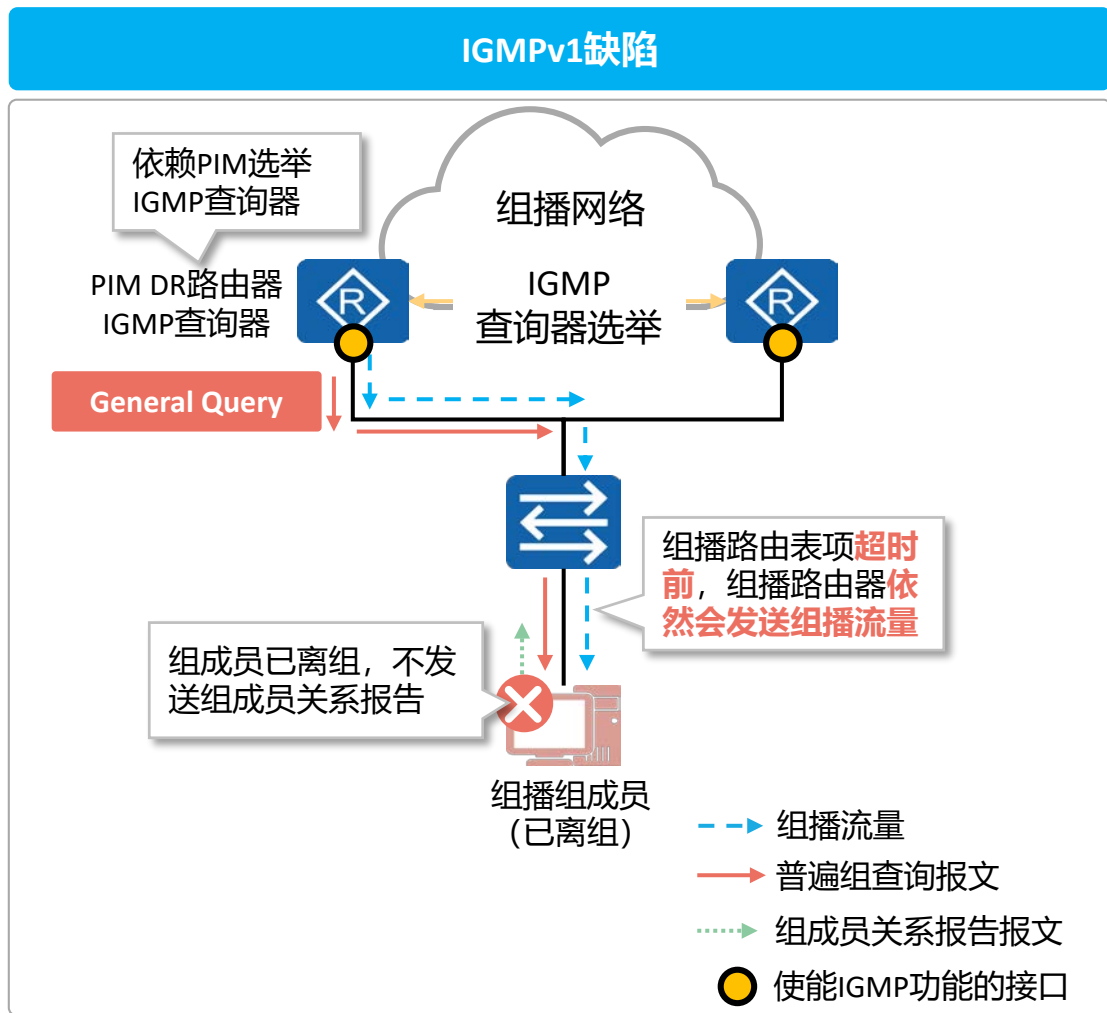 IGMPv1缺陷
依赖PIM选举
IGMP查询器
组播网络
PIM DR路由器
IGMP查询器
R
IGMP
查询器选举
R
General Query
组播路由表项超时
前，组播路由器依
然会发送组播流量
组成员已离组，不发
送组成员关系报告
组播组成员
（已离组）
组播流量
普遍组查询报文
组成员关系报告报文
使能IGMP功能的接口